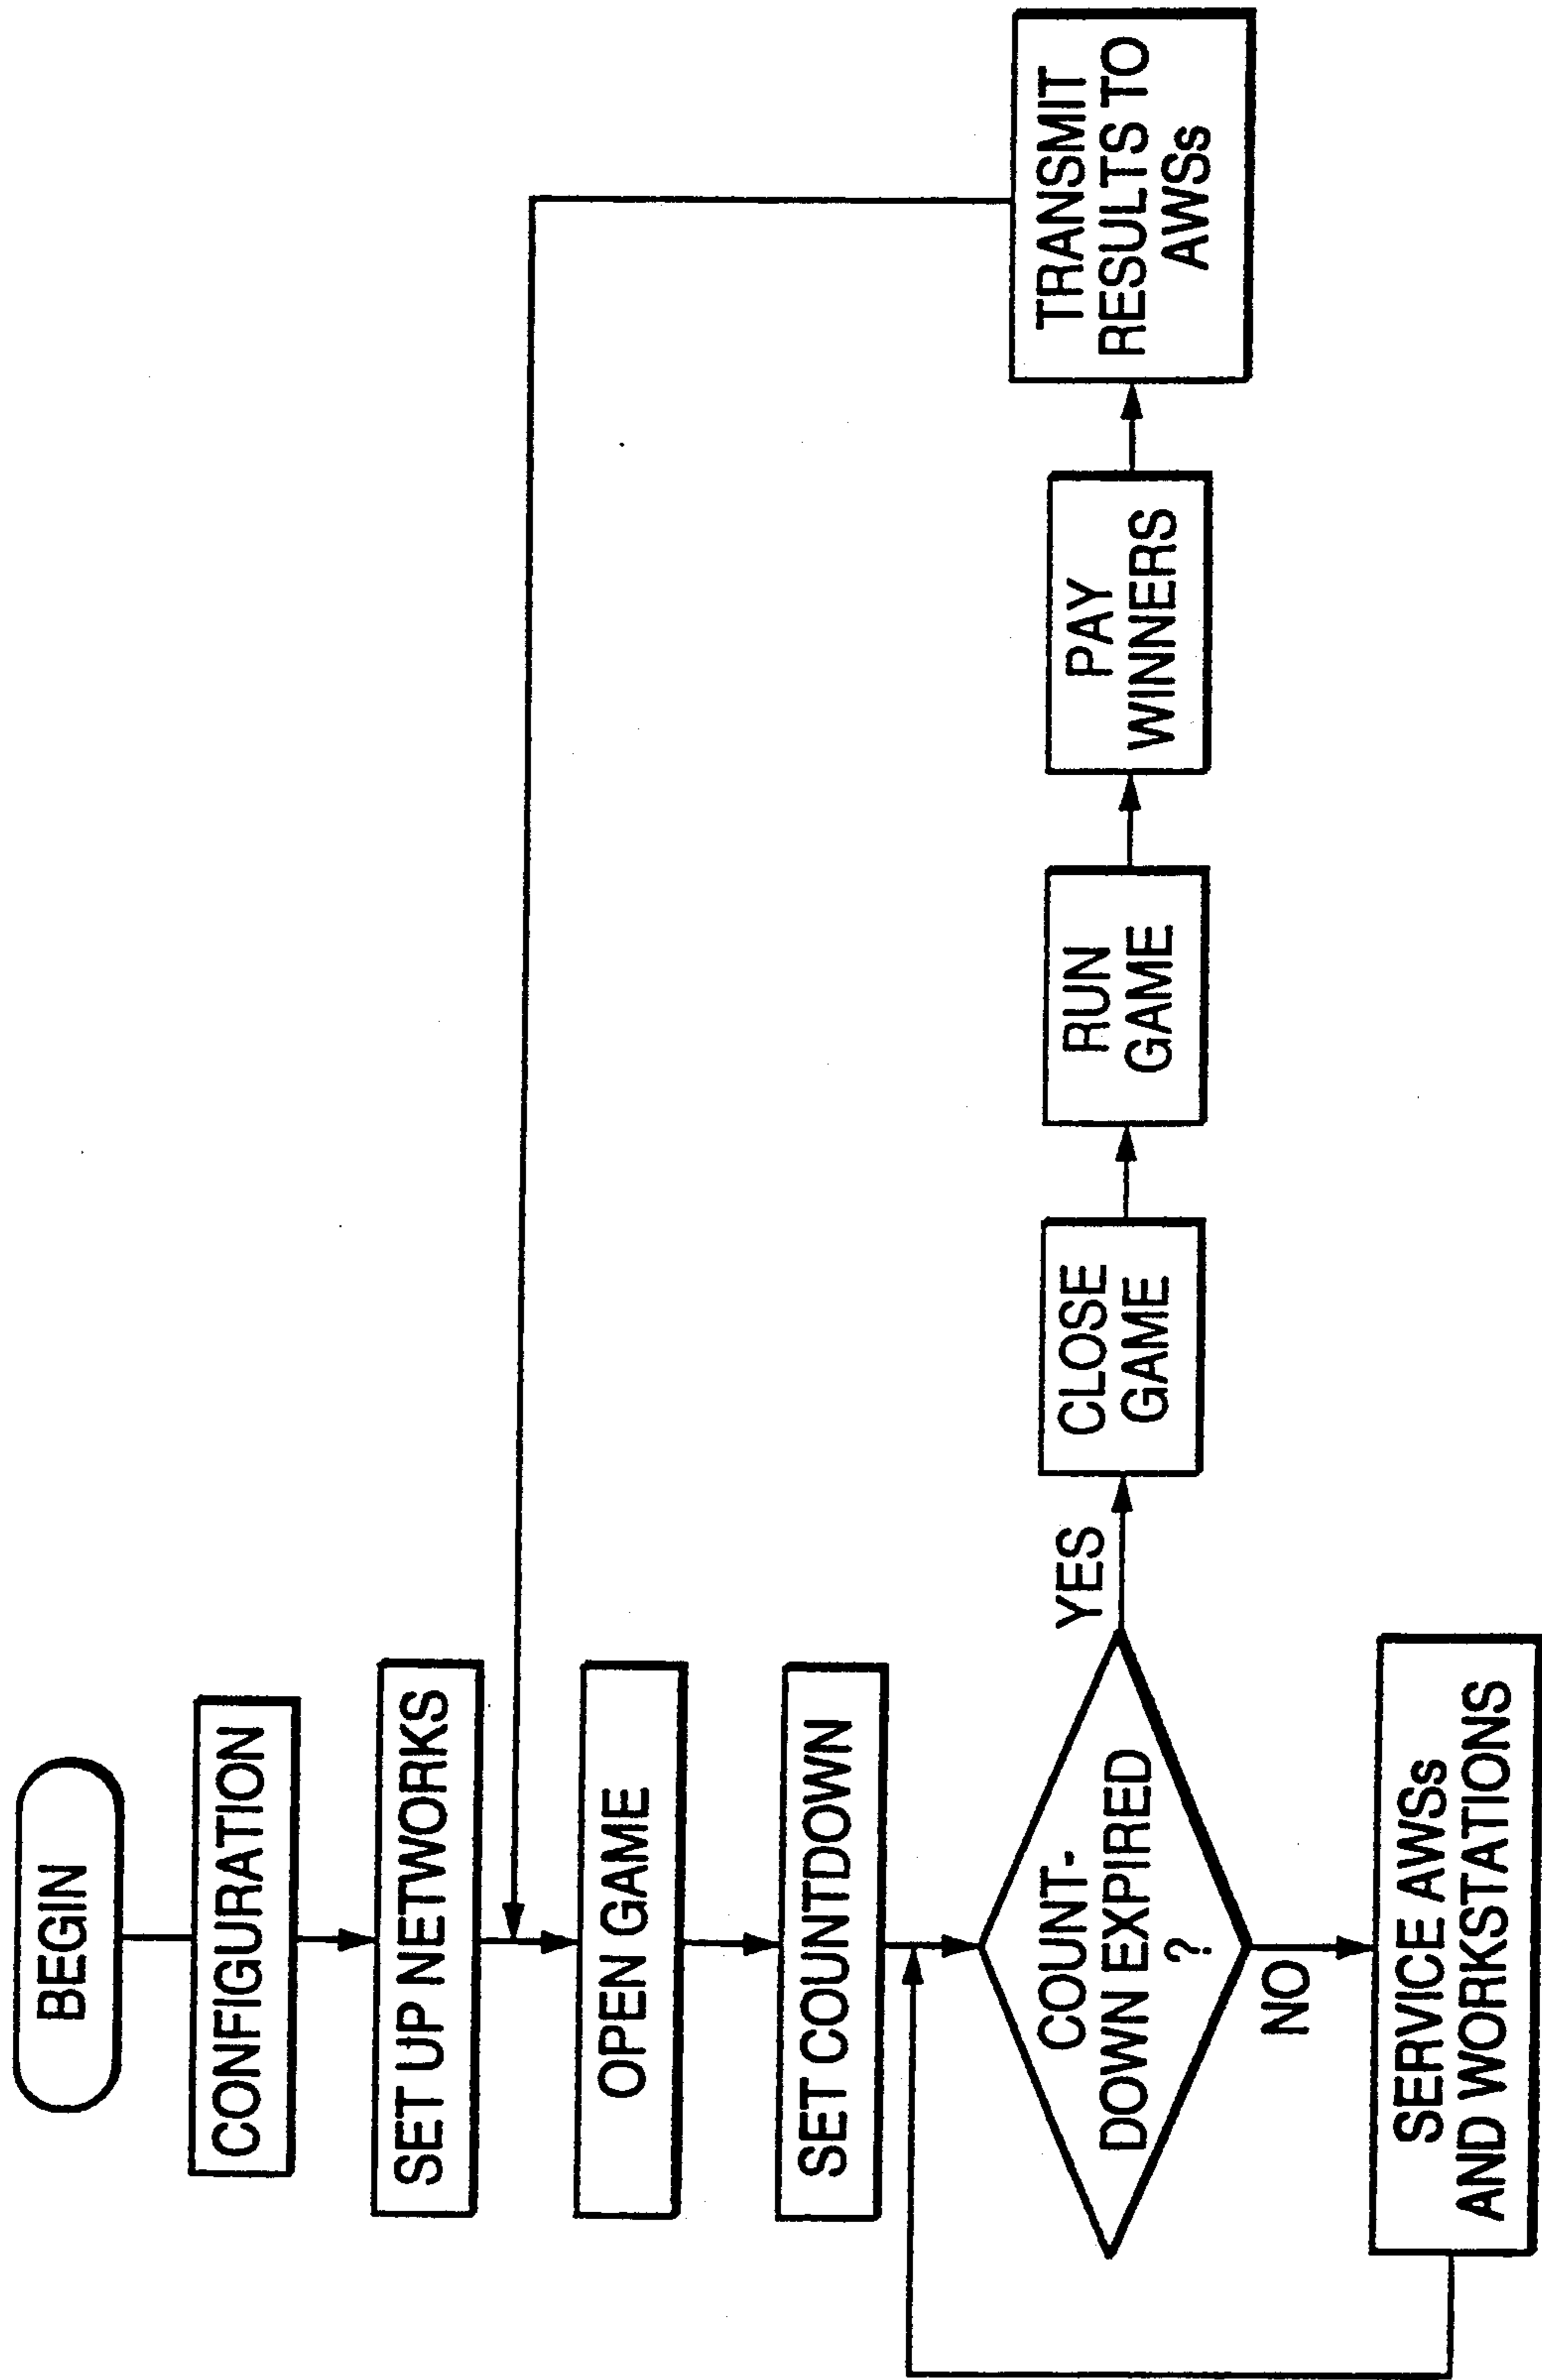 BEGIN
CONFIGURATION
SET UP NETWORKS
OPEN GAME
SET COUNTDOWN
COUNT-
DOWN EXPIRED
?
YES
NO
SERVICE AWSs
AND WORKSTATIONS
CLOSE
GAME
RUN
GAME
PAY
WINNERS
TRANSMIT
RESULTS TO
AWSs